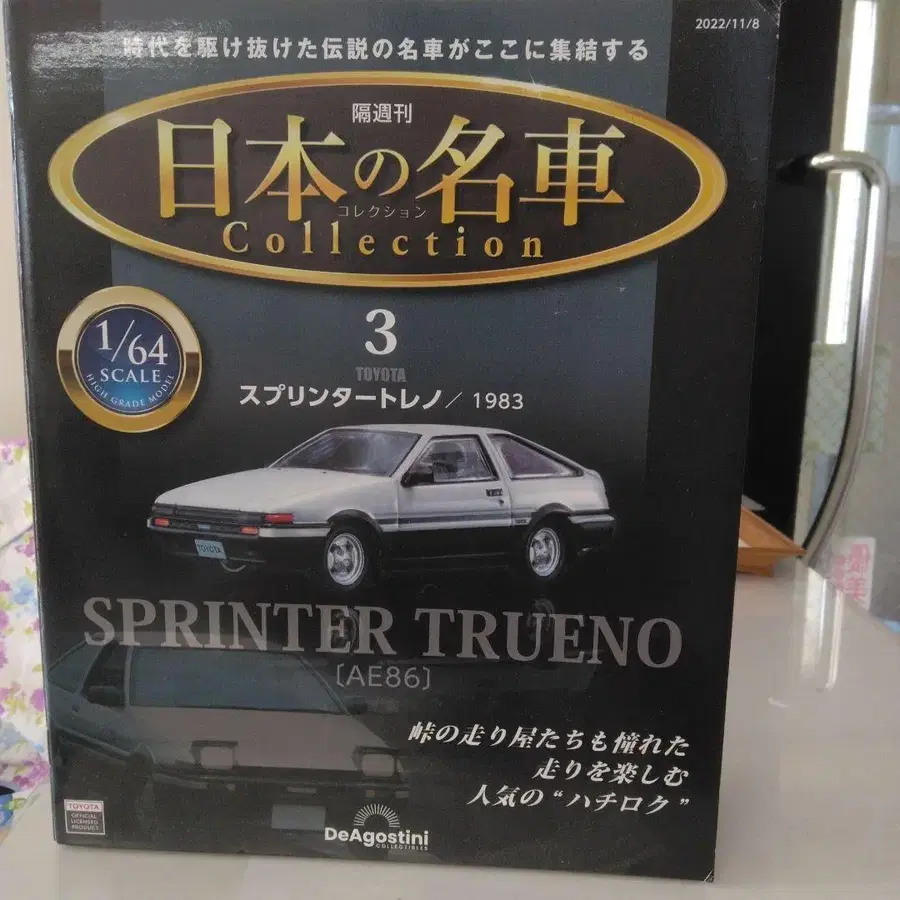 2022/11/8
時代を駆け抜けた伝説の名車がここに集結する
隔週刊
日本の名車
コレクション
Collection
1/64
SCALE
HIGH GRADE MODEL
3
TOYOTA
スプリンタートレノ/1983
TOYOTA
SPRINTER TRUENO
［AE86］
峠の走り屋たちも憧れた
走りを楽しむ
人気の“ハチロク”
TOYOTA
OFFICIAL
LICENSED
PRODUCT
DeAgostini
COLLECTIBLES